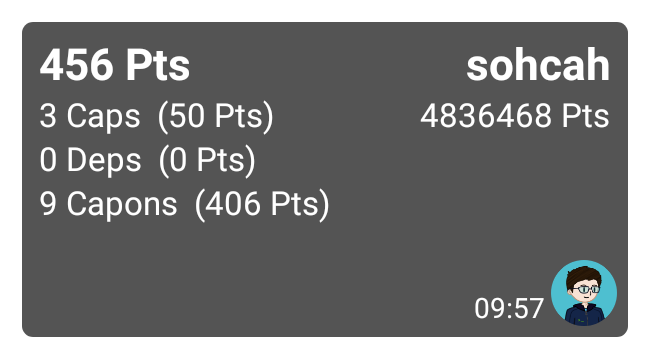 456 Pts
sohcah
3 Caps (50 Pts)
4836468 Pts
0 Deps (0 Pts)
9 Capons (406 Pts)
09:57